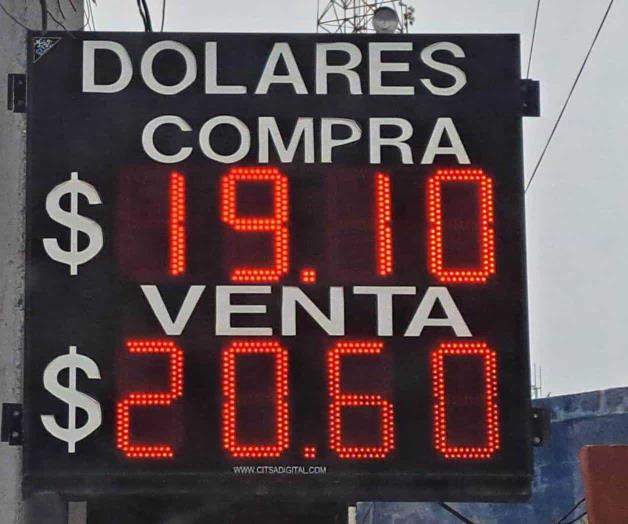 DOLARES
COMPRA
$19.10
VENTA
$20.60
WWW.CITSADIGITAL.COM